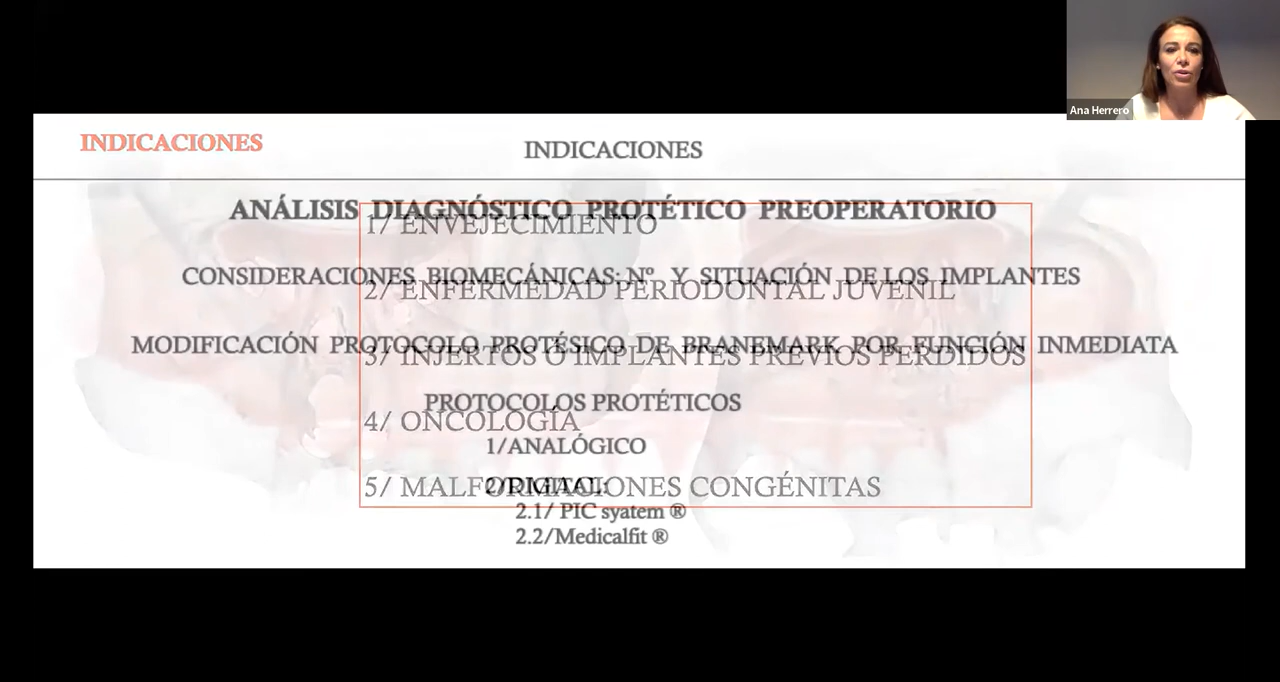 Ana Herrero
INDICACIONES
INDICACIONES
ANÁLISIS DIAGNÓSTICO PROTÉTICO PREOPERATORIO
1/ ENVEJECIMIENTO
CONSIDERACIONES BIOMECÁNICAS: Nº Y SITUACIÓN DE LOS IMPLANTES
2/ ENFERMEDAD PERIODONTAL JUVENIL
MODIFICACIÓN PROTOCOLO PROTÉSICO DE BRANEMARK POR FUNCIÓN INMEDIATA
3/ INJERTOS Ó IMPLANTES PREVIOS PERDIDOS
PROTOCOLOS PROTÉTICOS
4/ ONCOLOGÍA
1/ANALÓGICO
2/DIGITAL:
5/ MALFORMACIONES CONGÉNITAS
2.1/ PIC syatem ®
2.2/Medicalfit ®